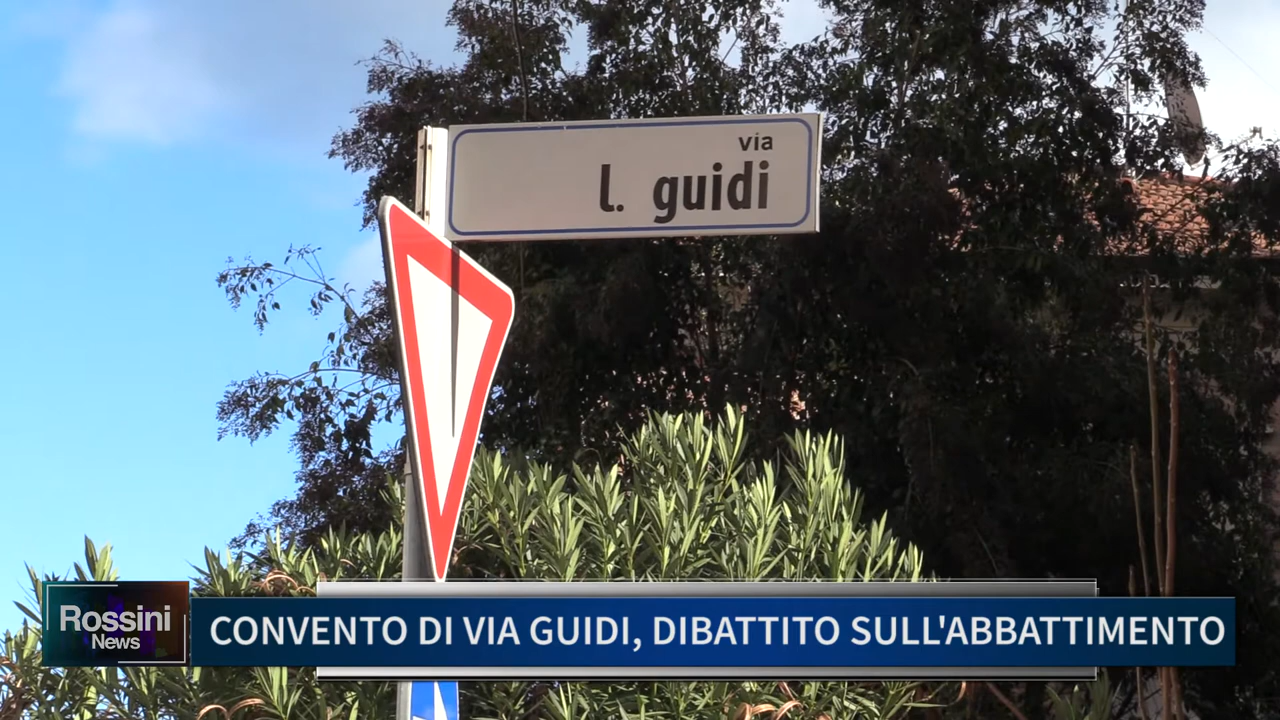 via
l. guidi
Rossini
News
CONVENTO DI VIA GUIDI, DIBATTITO SULL'ABBATTIMENTO